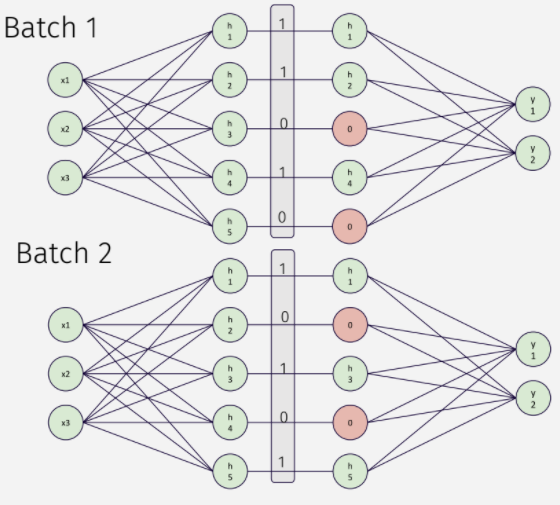 Batch 1
h 1 1 h 1
x1 h 2 1 h 2 y 1
x2 h 3 0 0
x3 h 4 1 h 4 y 2
h 5 0 0
Batch 2
h 1 1 h 1
x1 h 2 0 0 y 1
x2 h 3 1 h 3
x3 h 4 0 0 y 2
h 5 1 h 5